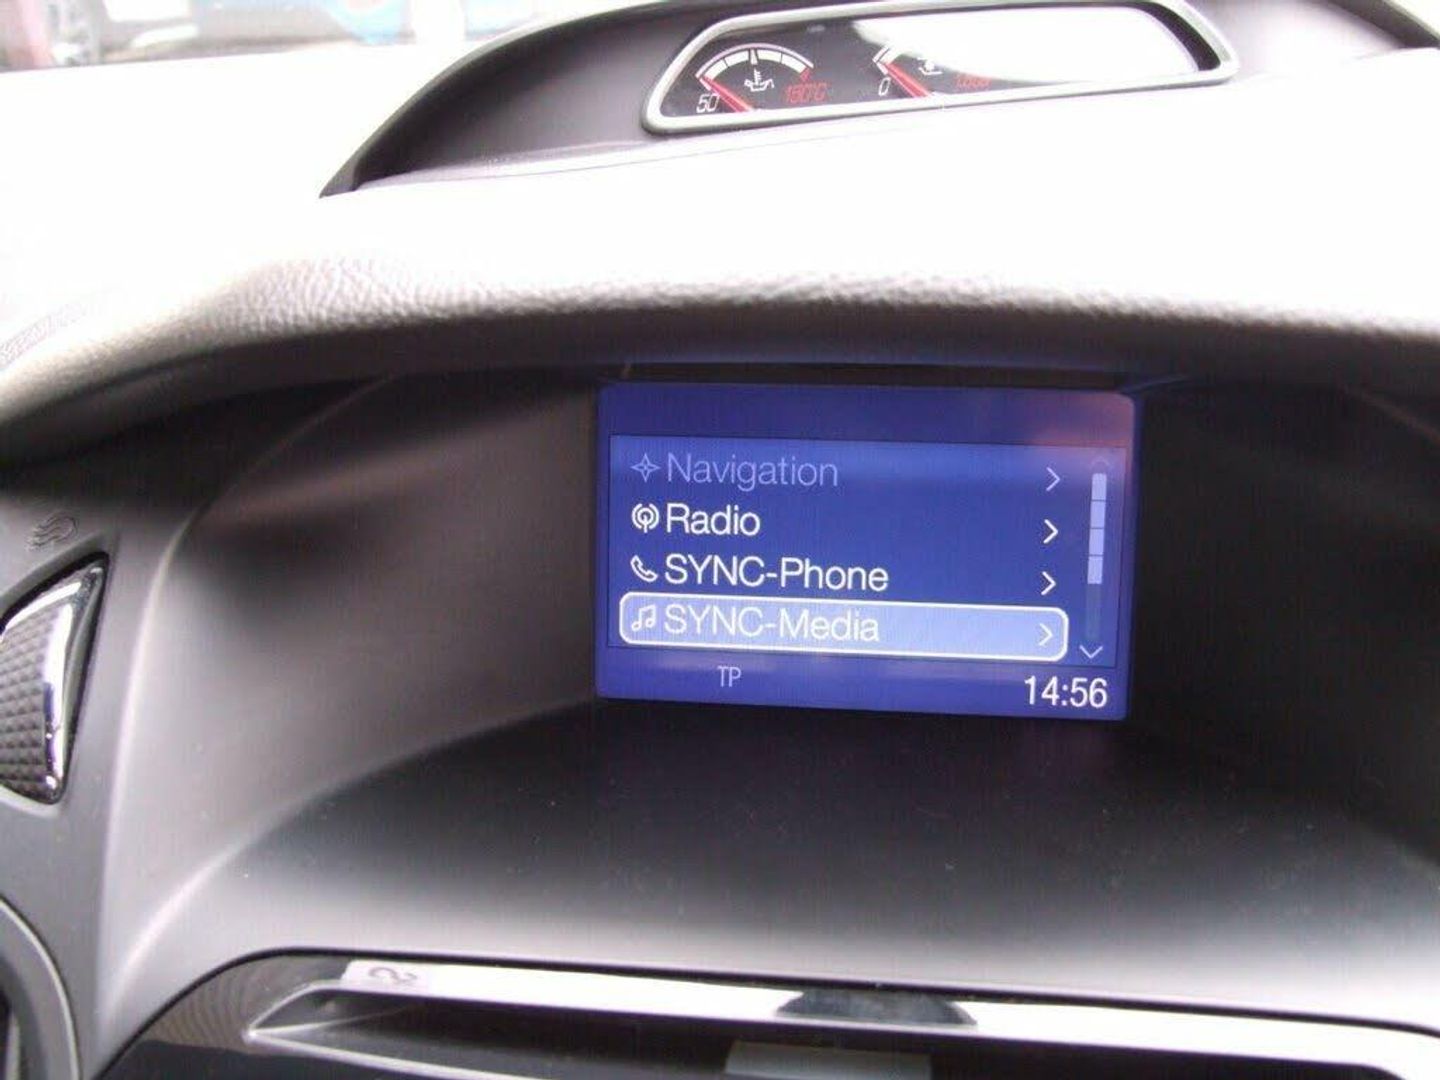 50
150°C
0
Navigation
Radio
SYNC-Phone
SYNC-Media
TP
14:56